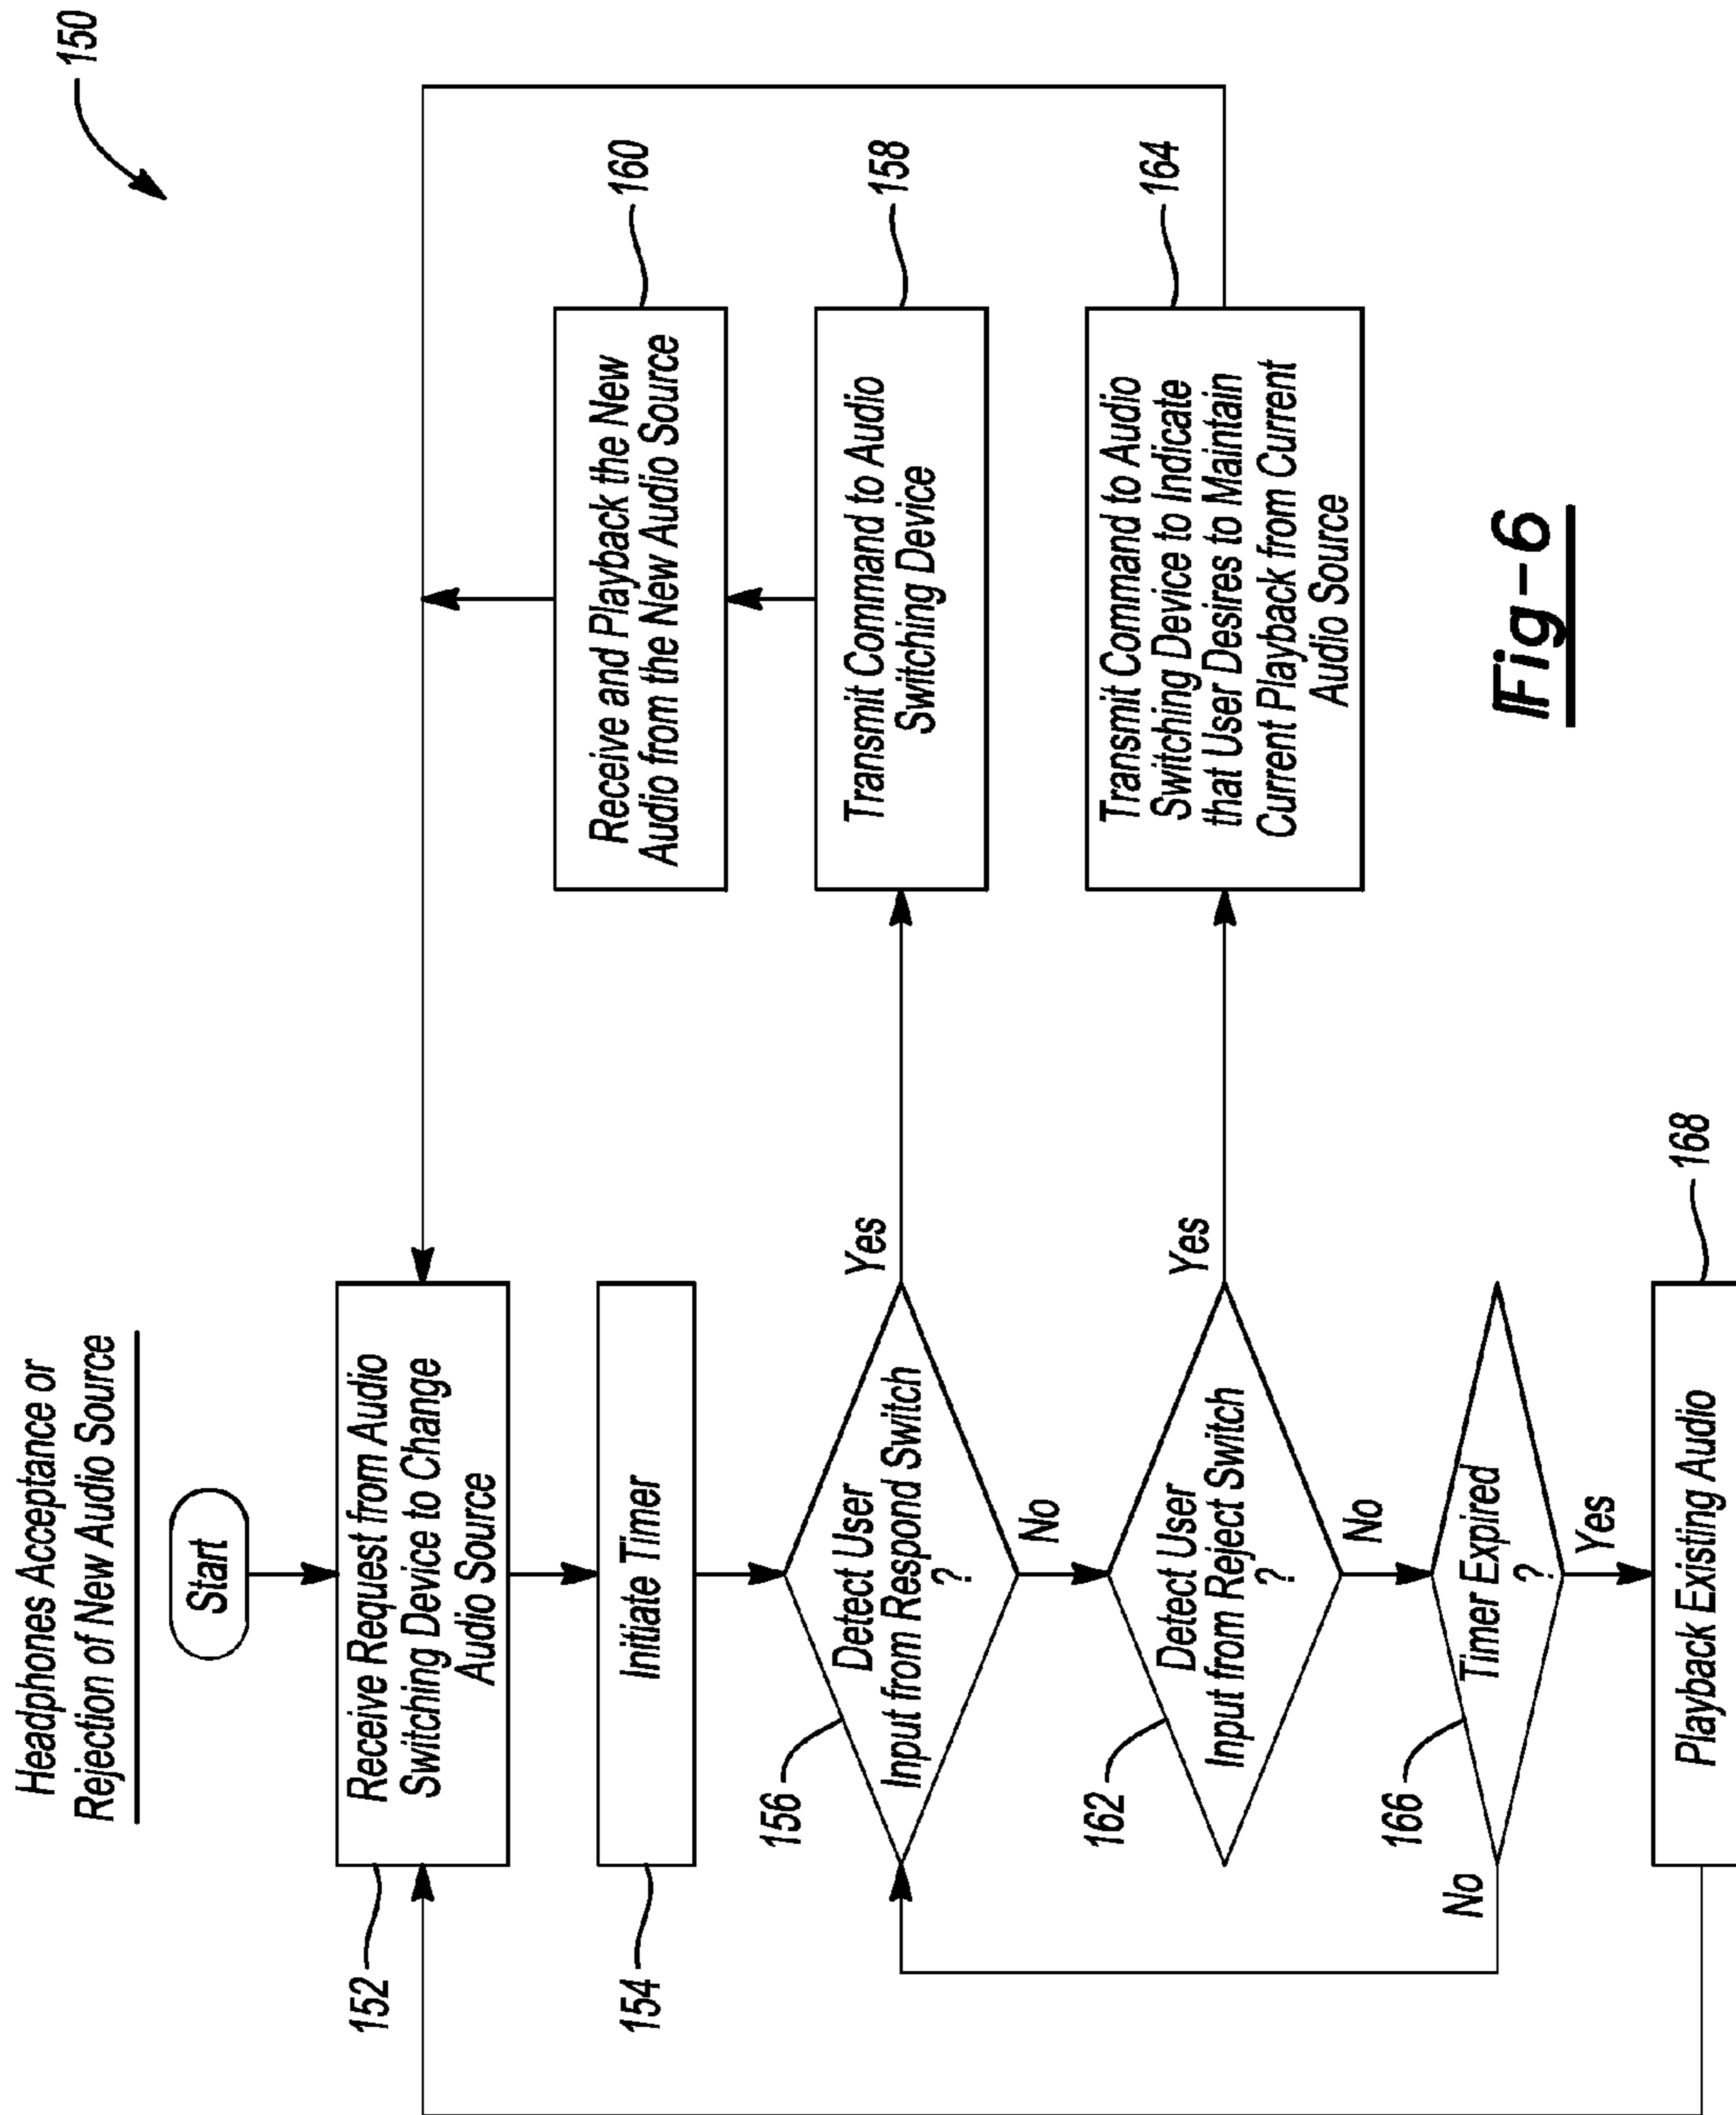 Headphones Acceptance or
Rejection of New Audio Source
150
Start
Receive Request from Audio
Switching Device to Change
Audio Source
152
Initiate Timer
154
Detect User
Input from Respond Switch
?
156
Yes
No
Transmit Command to Audio
Switching Device
158
Receive and Playback the New
Audio from the New Audio Source
160
Detect User
Input from Reject Switch
?
162
Yes
No
Transmit Command to Audio
Switching Device to Indicate
that User Desires to Maintain
Current Playback from Current
Audio Source
164
Timer Expired
?
166
No
Yes
Playback Existing Audio
168
Fig-6